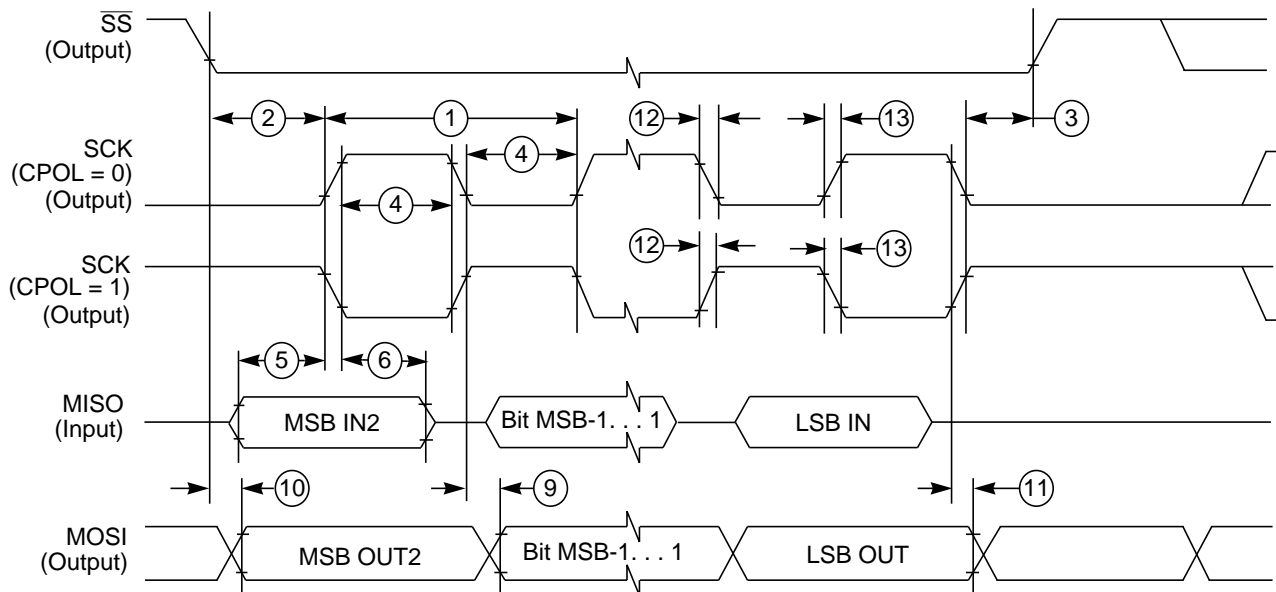 SS
(Output)
2
1
12
13
3
SCK
(CPOL = 0)
(Output)
4
4
12
13
SCK
(CPOL = 1)
(Output)
5
6
MISO
(Input)
MSB IN2
Bit MSB-1. . . 1
LSB IN
10
9
11
MOSI
(Output)
MSB OUT2
Bit MSB-1. . . 1
LSB OUT